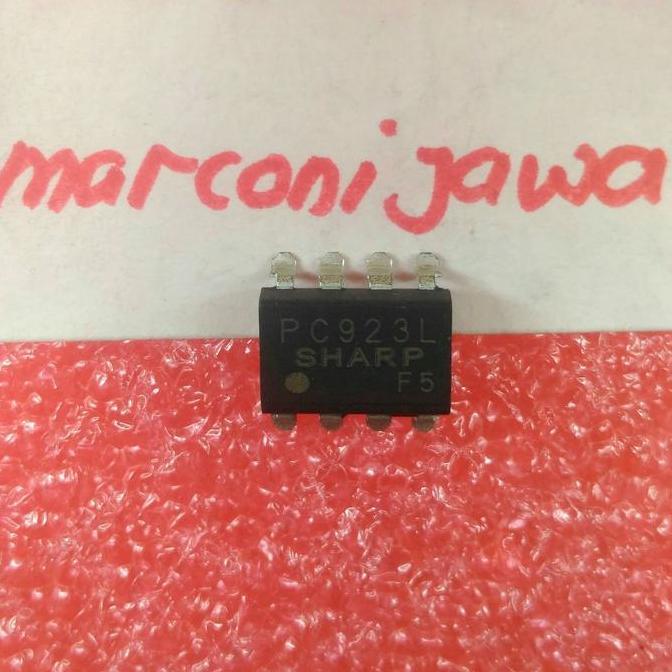 marconi jawa
PC923L
SHARP
F5